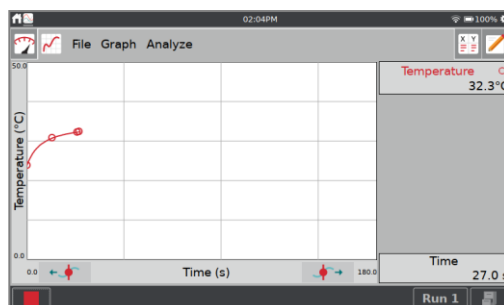 02:04PM
100%
File Graph Analyze
X Y
50.0
Temperature (°C)
0.0
0.0
Time (s)
180.0
Temperature
32.3°C
Time
27.0 s
Run 1